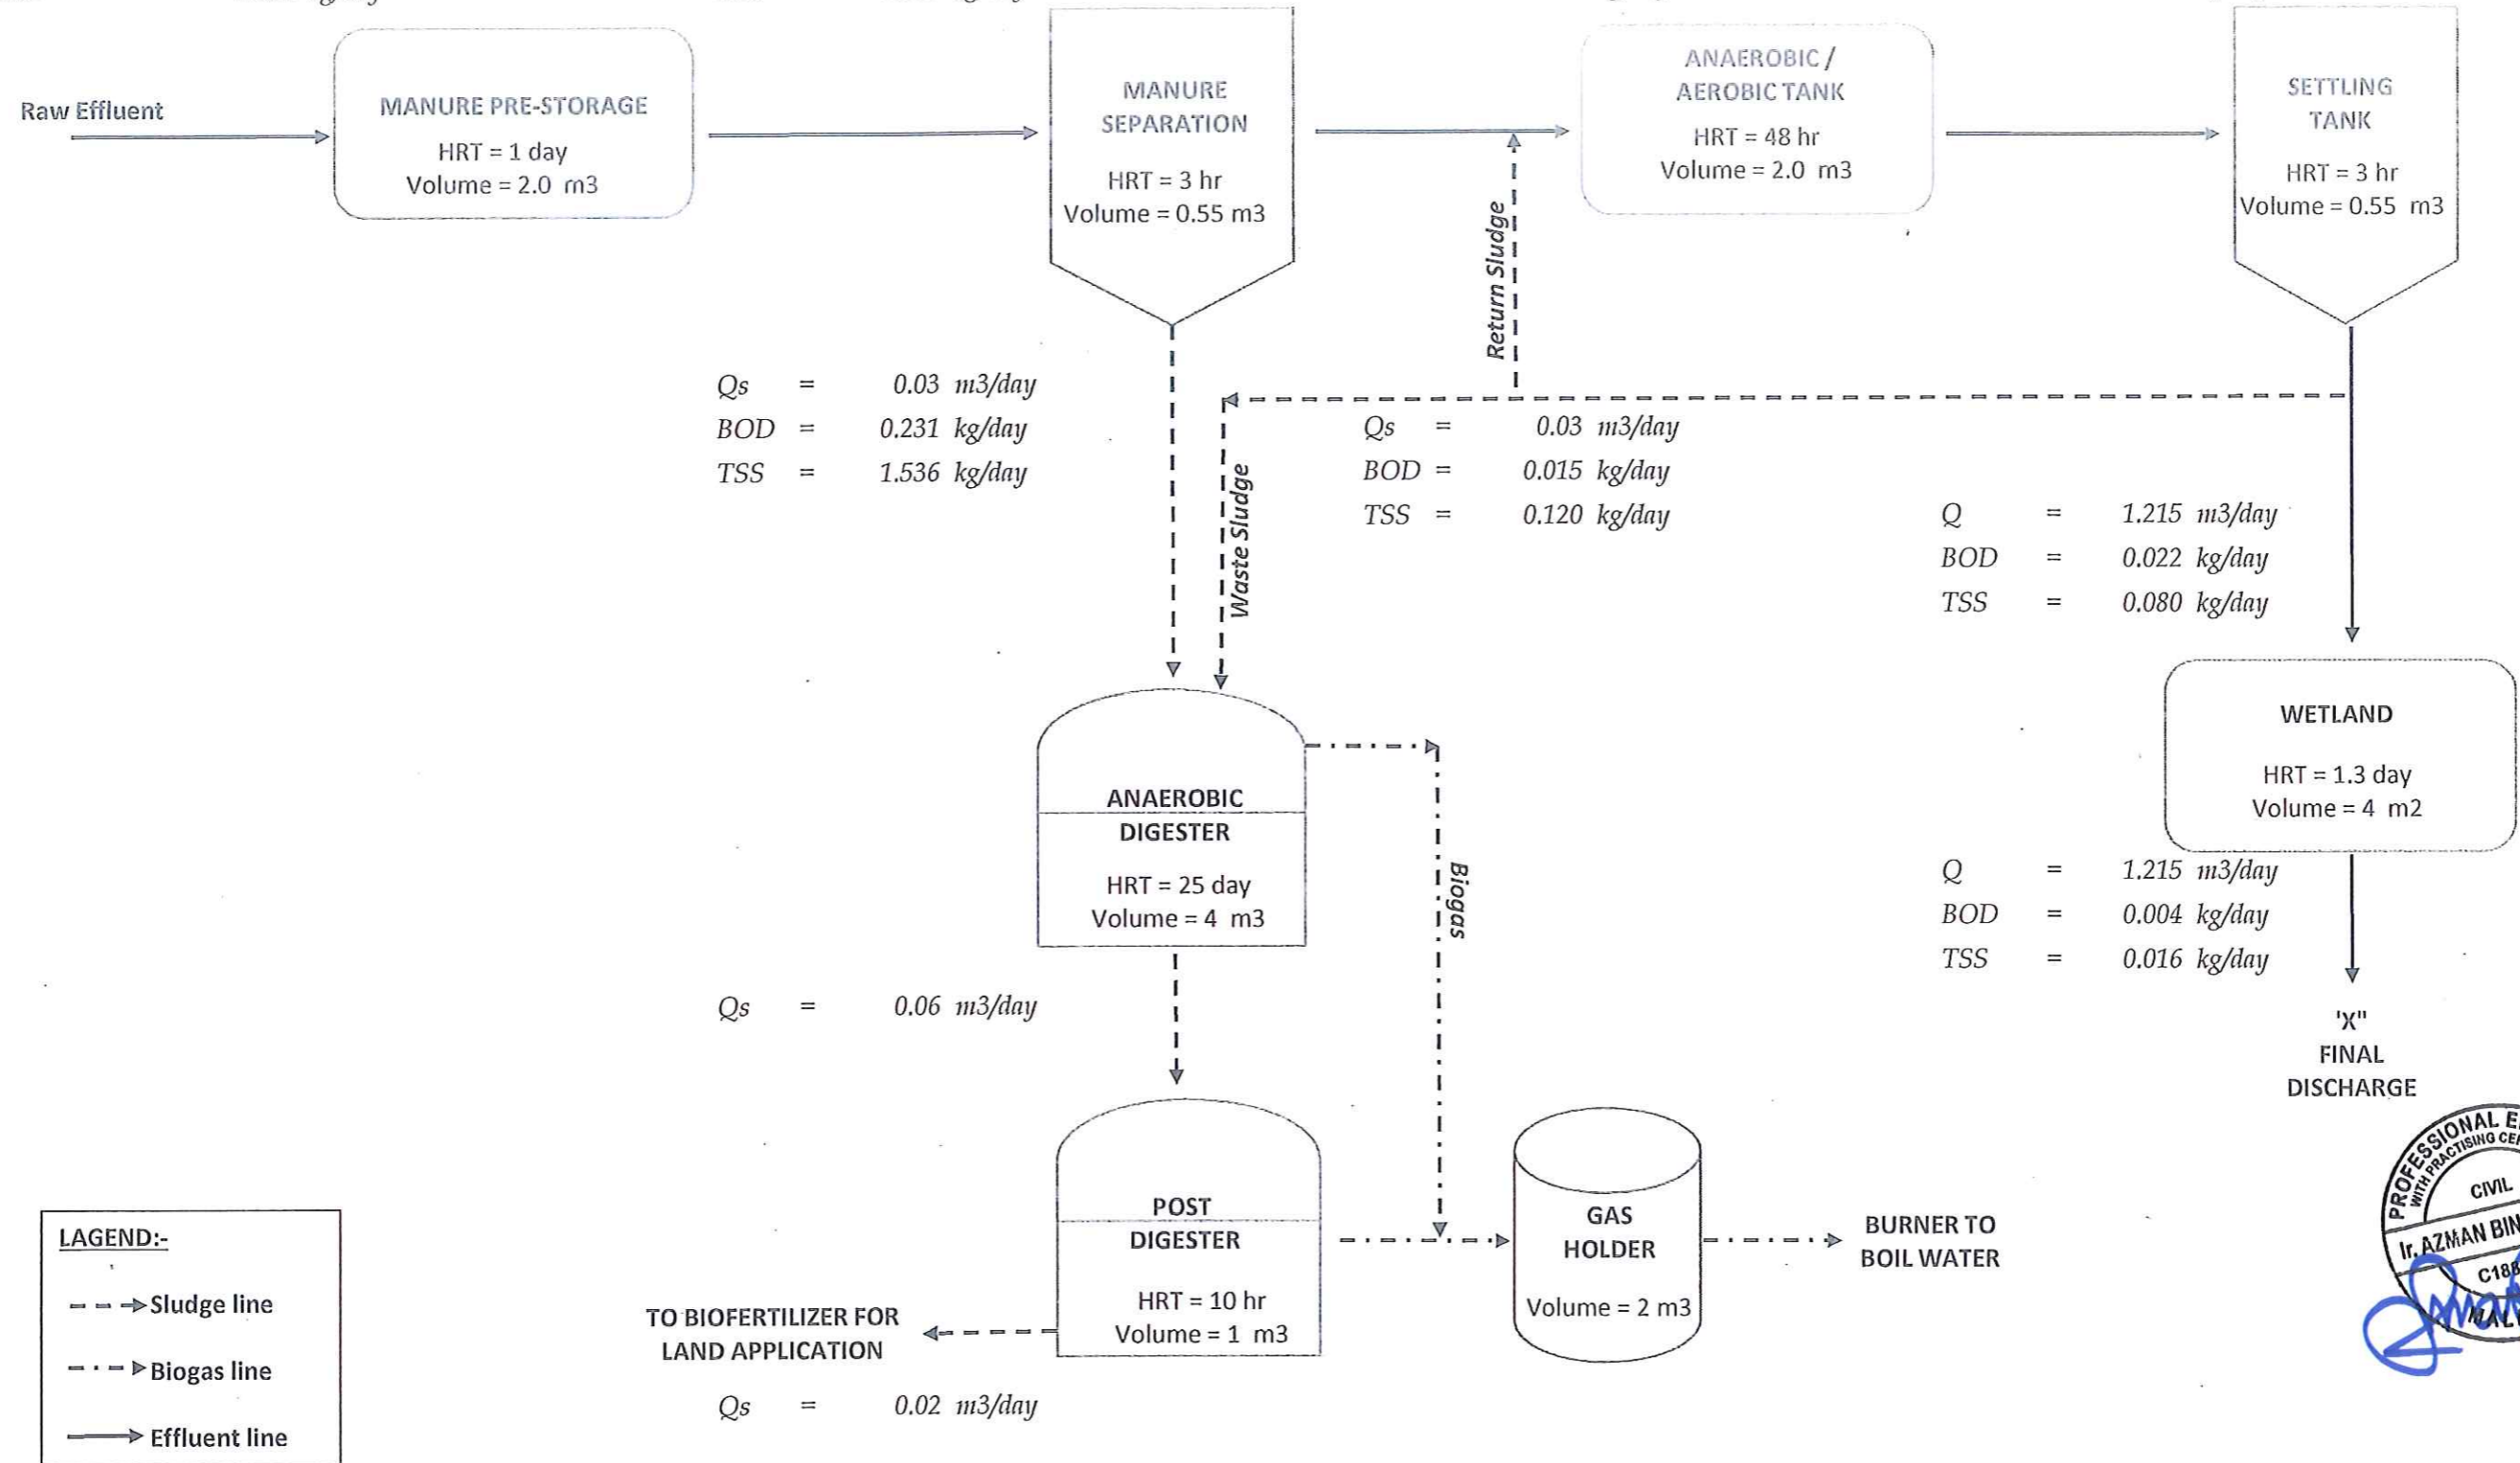 Raw Effluent
MANURE PRE-STORAGE
HRT = 1 day
Volume = 2.0 m3
MANURE
SEPARATION
HRT = 3 hr
Volume = 0.55 m3
ANAEROBIC /
AEROBIC TANK
HRT = 48 hr
Volume = 2.0 m3
SETTLING
TANK
HRT = 3 hr
Volume = 0.55 m3
Return Sludge
Qs = 0.03 m3/day
BOD = 0.231 kg/day
TSS = 1.536 kg/day
Waste Sludge
Qs = 0.03 m3/day
BOD = 0.015 kg/day
TSS = 0.120 kg/day
Q = 1.215 m3/day
BOD = 0.022 kg/day
TSS = 0.080 kg/day
WETLAND
HRT = 1.3 day
Volume = 4 m2
ANAEROBIC
DIGESTER
HRT = 25 day
Volume = 4 m3
Biogas
Q = 1.215 m3/day
BOD = 0.004 kg/day
TSS = 0.016 kg/day
'X"
FINAL
DISCHARGE
Qs = 0.06 m3/day
POST
DIGESTER
HRT = 10 hr
Volume = 1 m3
GAS
HOLDER
Volume = 2 m3
BURNER TO
BOIL WATER
TO BIOFERTILIZER FOR
LAND APPLICATION
Qs = 0.02 m3/day
LAGEND:-
Sludge line
Biogas line
Effluent line
PROFESSIONAL
WITH PRACTISING
CIVIL
Ir. AZMAN BIN